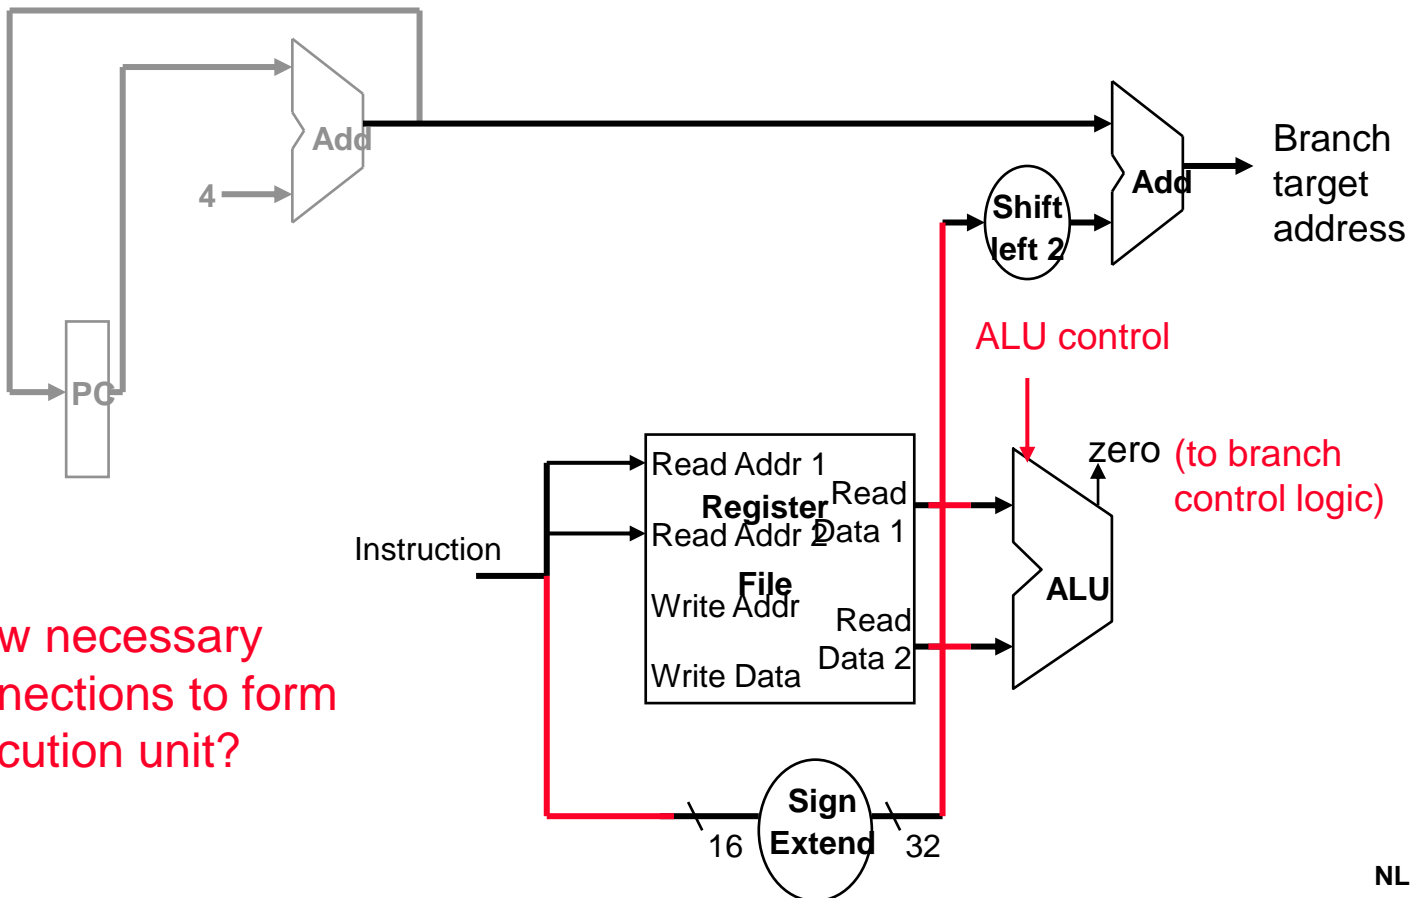 Add
4
PC
Shift
left 2
Add
Branch
target
address
ALU control
Read Addr 1
Register
Read Addr 2
File
Write Addr
Write Data
Read
Data 1
Read
Data 2
Instruction
ALU
zero
(to branch
control logic)
w necessary
nections to form
cution unit?
16
Sign
Extend
32
NL